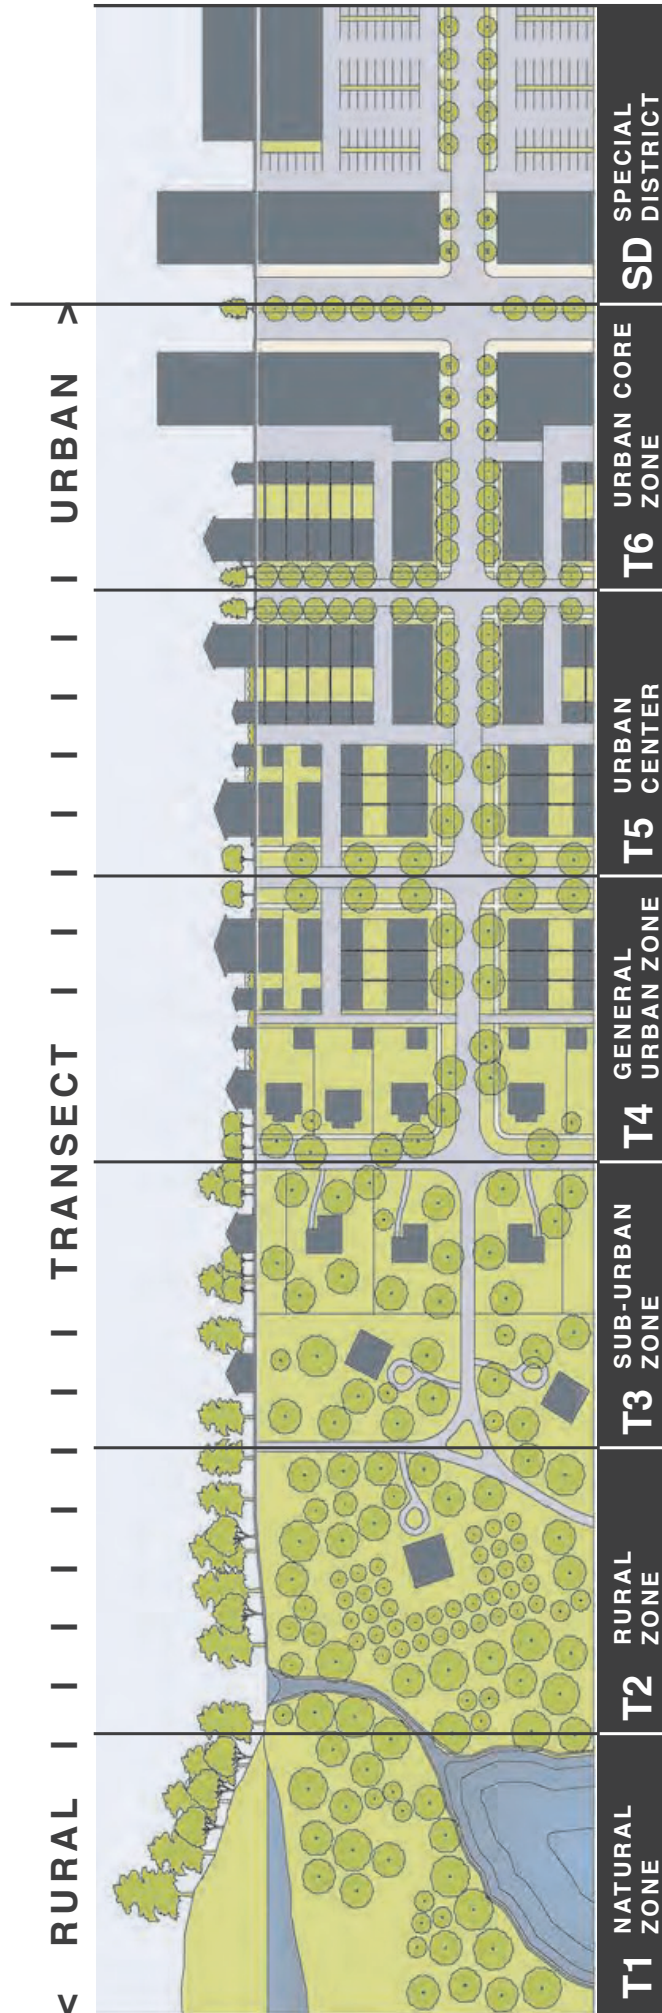 < RURAL I I I I I I I I TRANSECT I I I I I I URBAN >
T1 NATURAL
ZONE
T2 RURAL
ZONE
T3 SUB-URBAN
ZONE
T4 GENERAL
URBAN ZONE
T5 URBAN
CENTER
T6 URBAN CORE
ZONE
SD SPECIAL
DISTRICT